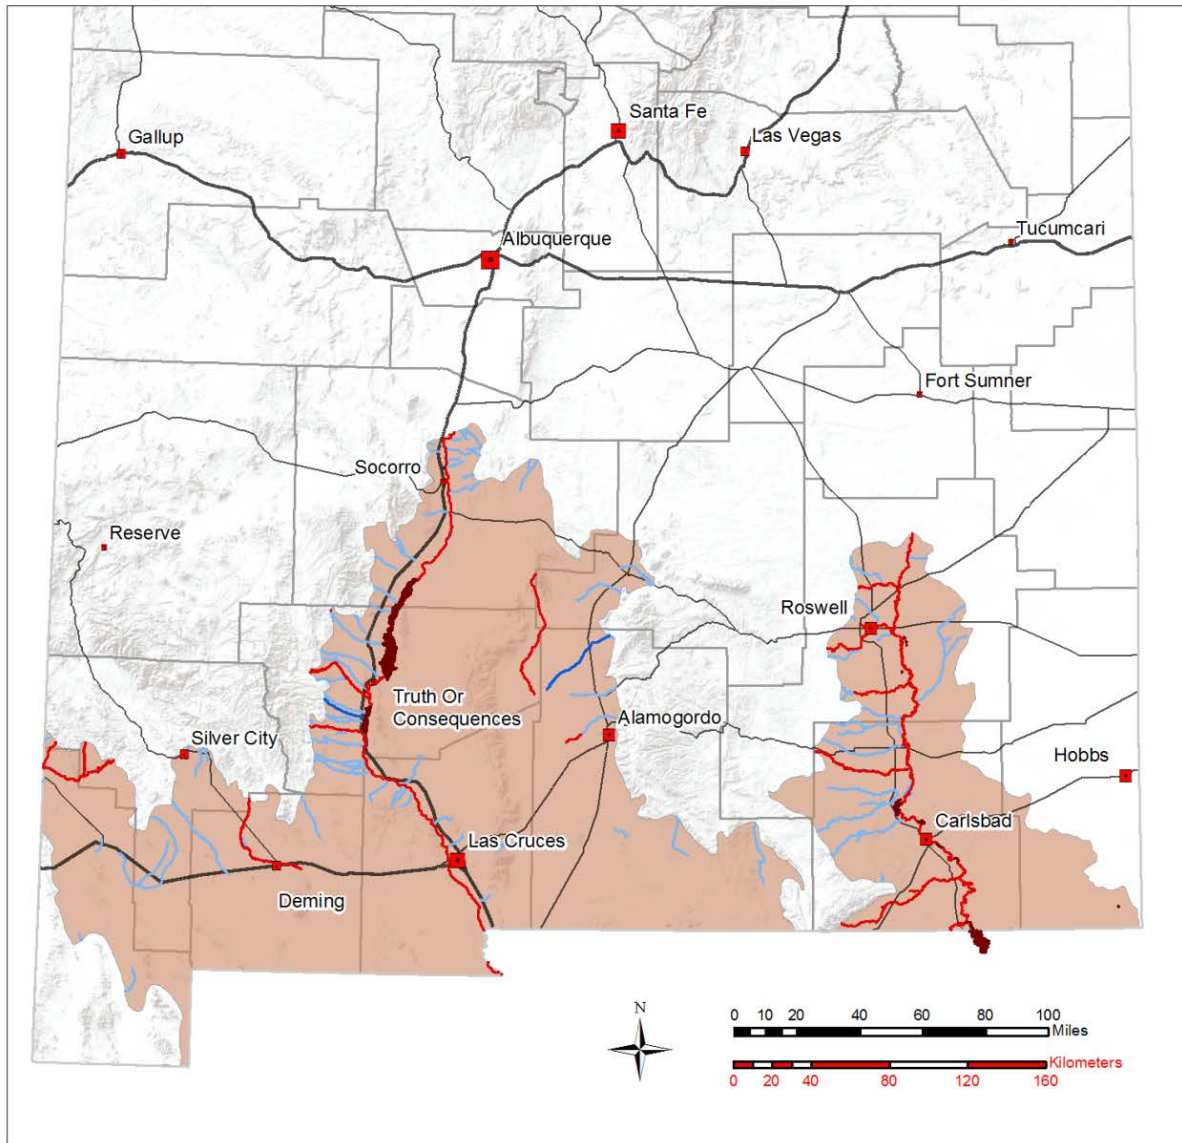 Santa Fe
Gallup
Las Vegas
Tucumcari
Albuquerque
Fort Sumner
Socorro
Reserve
Roswell
Truth Or
Consequences
Alamogordo
Silver City
Hobbs
Carlsbad
Las Cruces
Deming
N
0 10 20 40 60 80 100
Miles
Kilometers
0 20 40 80 120 160